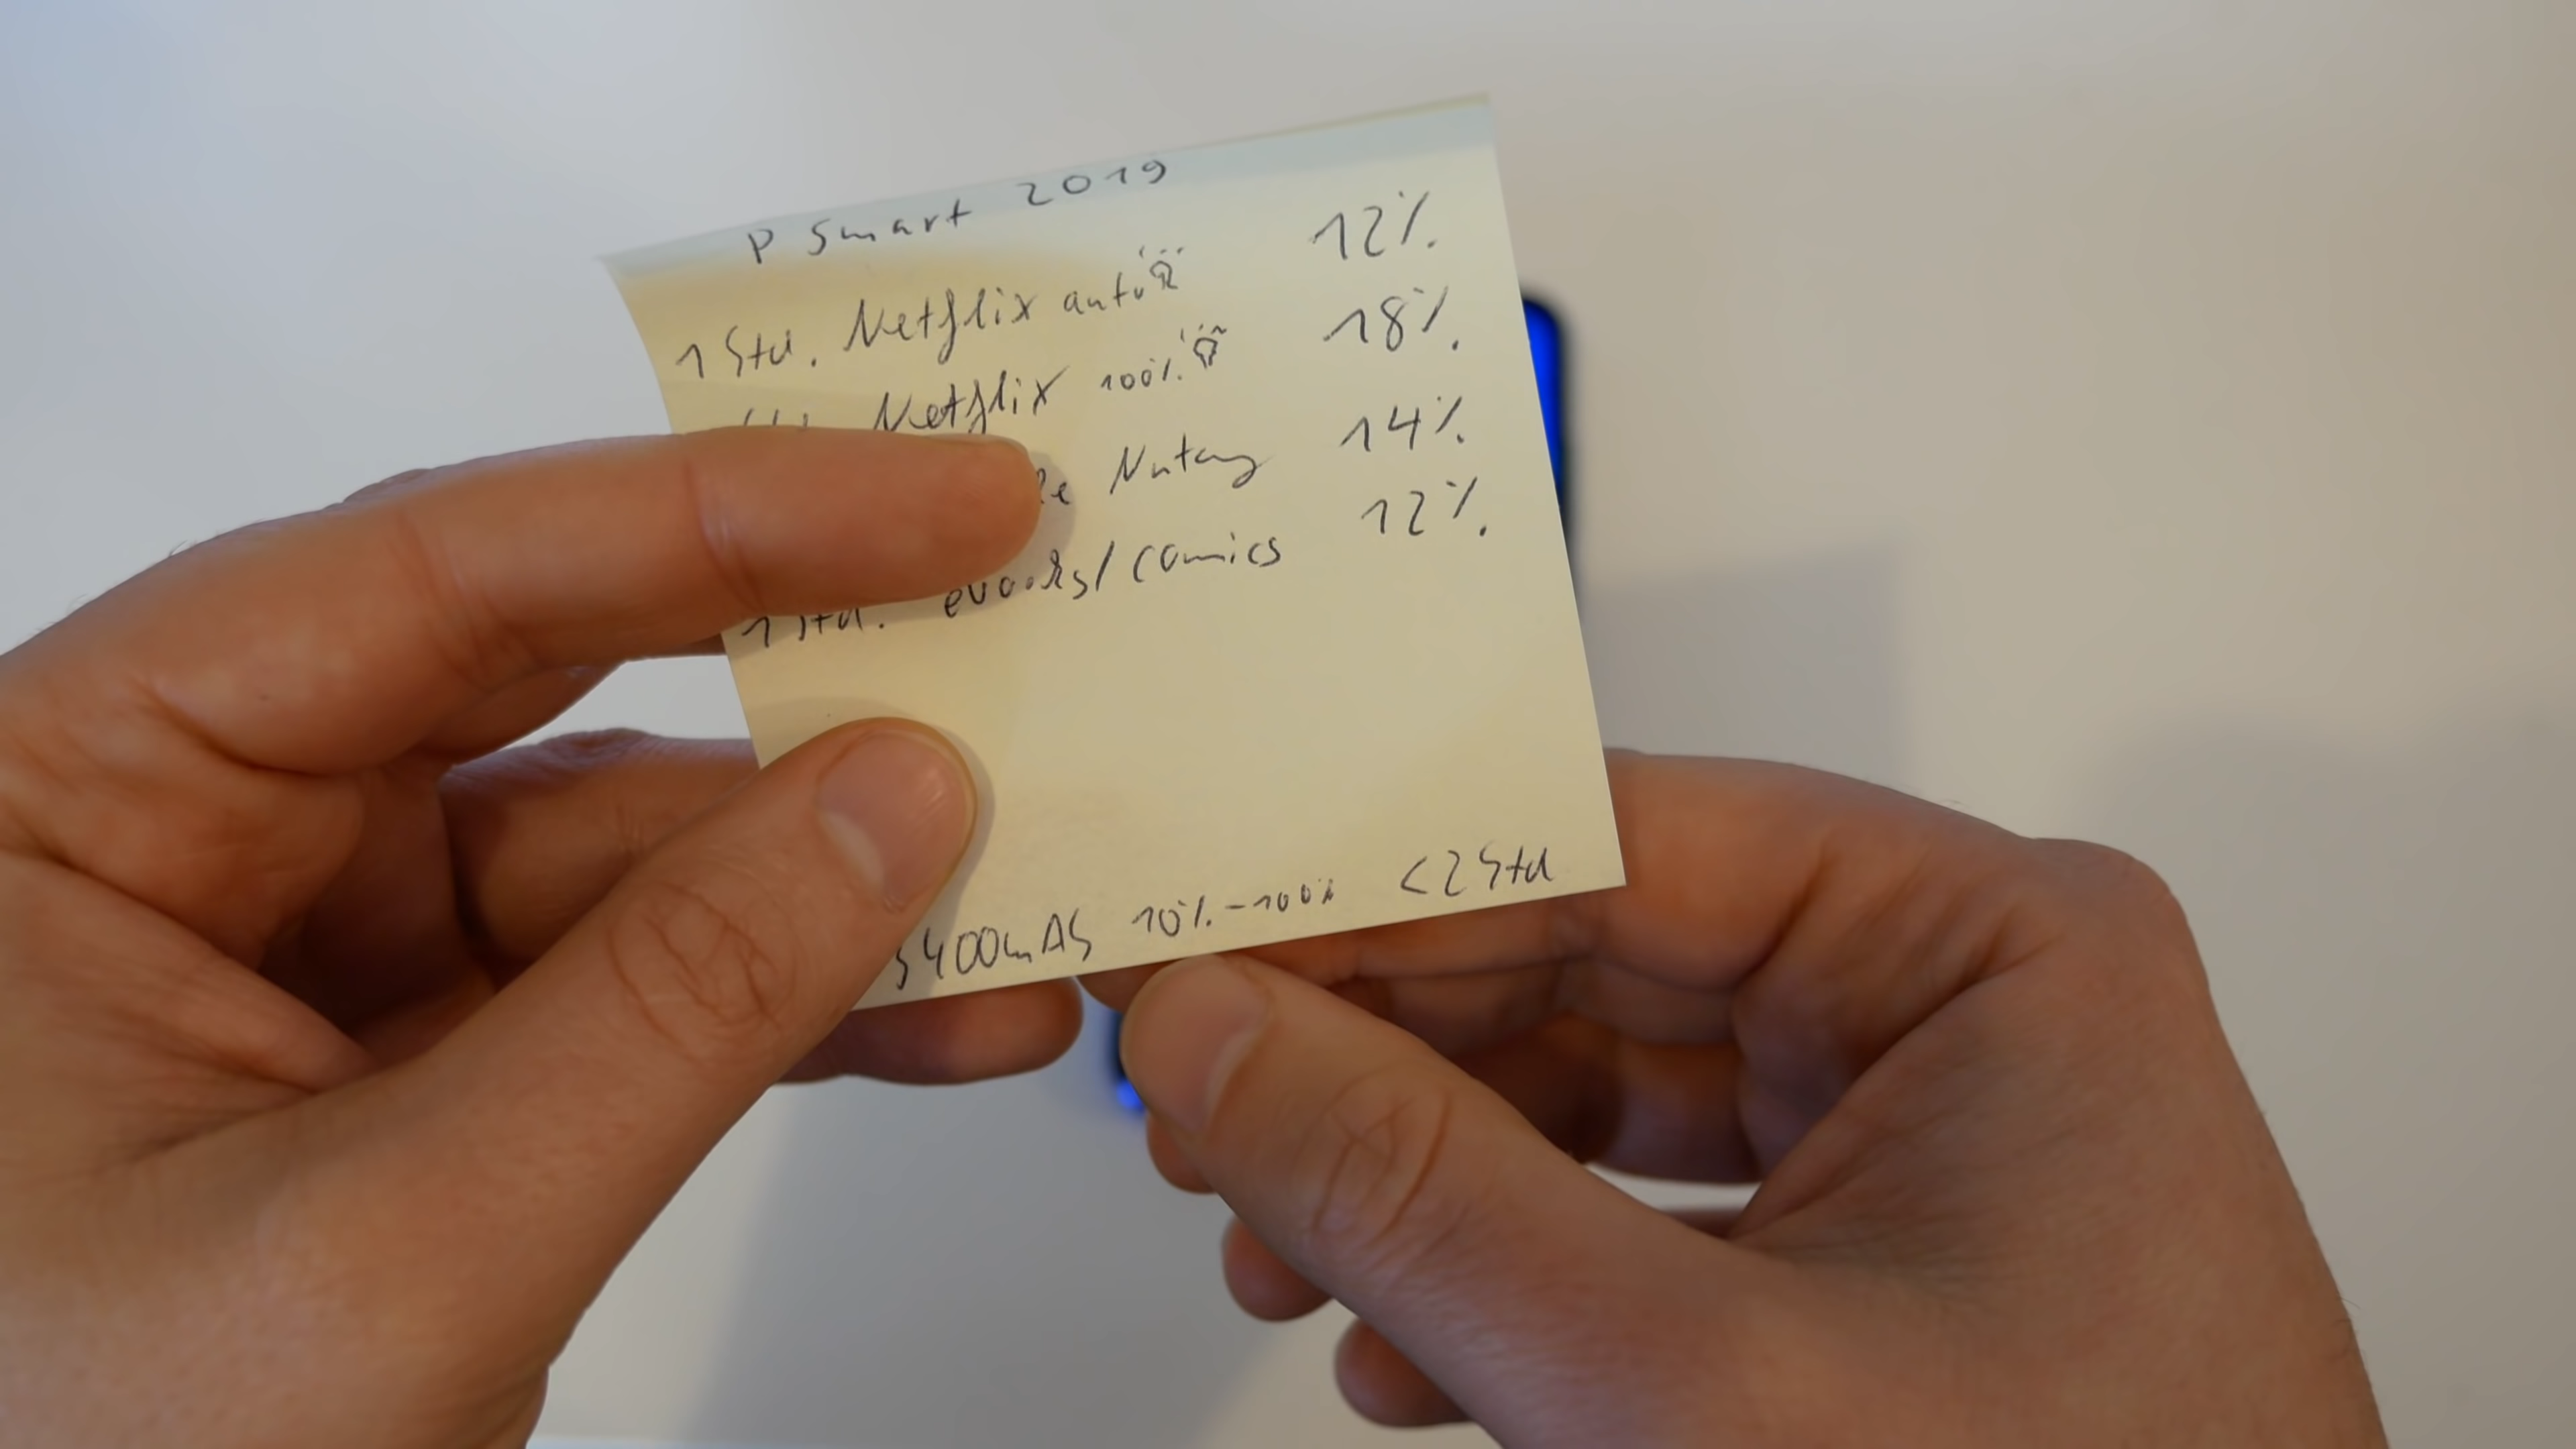 P Smart 2019
1 Std. Netflix auto 12%
Netflix 100% 18%
14%
1 Std. ebooks/comics 12%
3400mAh 10%-100% <2 Std